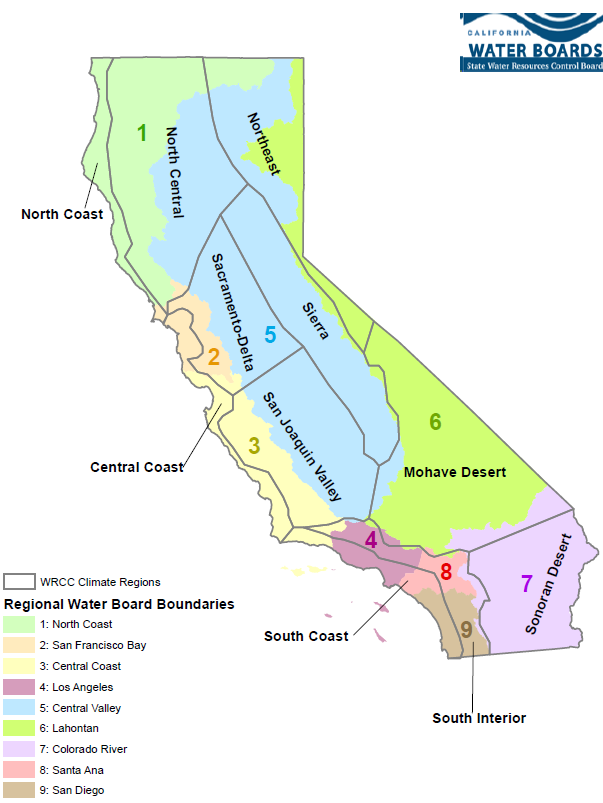 CALIFORNIA
WATER BOARDS
State Water Resources Control Board
1
North Central
Northeast
North Coast
Sacramento-Delta
5
Sierra
2
San Joaquin Valley
3
6
Central Coast
Mohave Desert
4
8
7
Sonoran Desert
South Coast
9
South Interior
WRCC Climate Regions
Regional Water Board Boundaries
1: North Coast
2: San Francisco Bay
3: Central Coast
4: Los Angeles
5: Central Valley
6: Lahontan
7: Colorado River
8: Santa Ana
9: San Diego